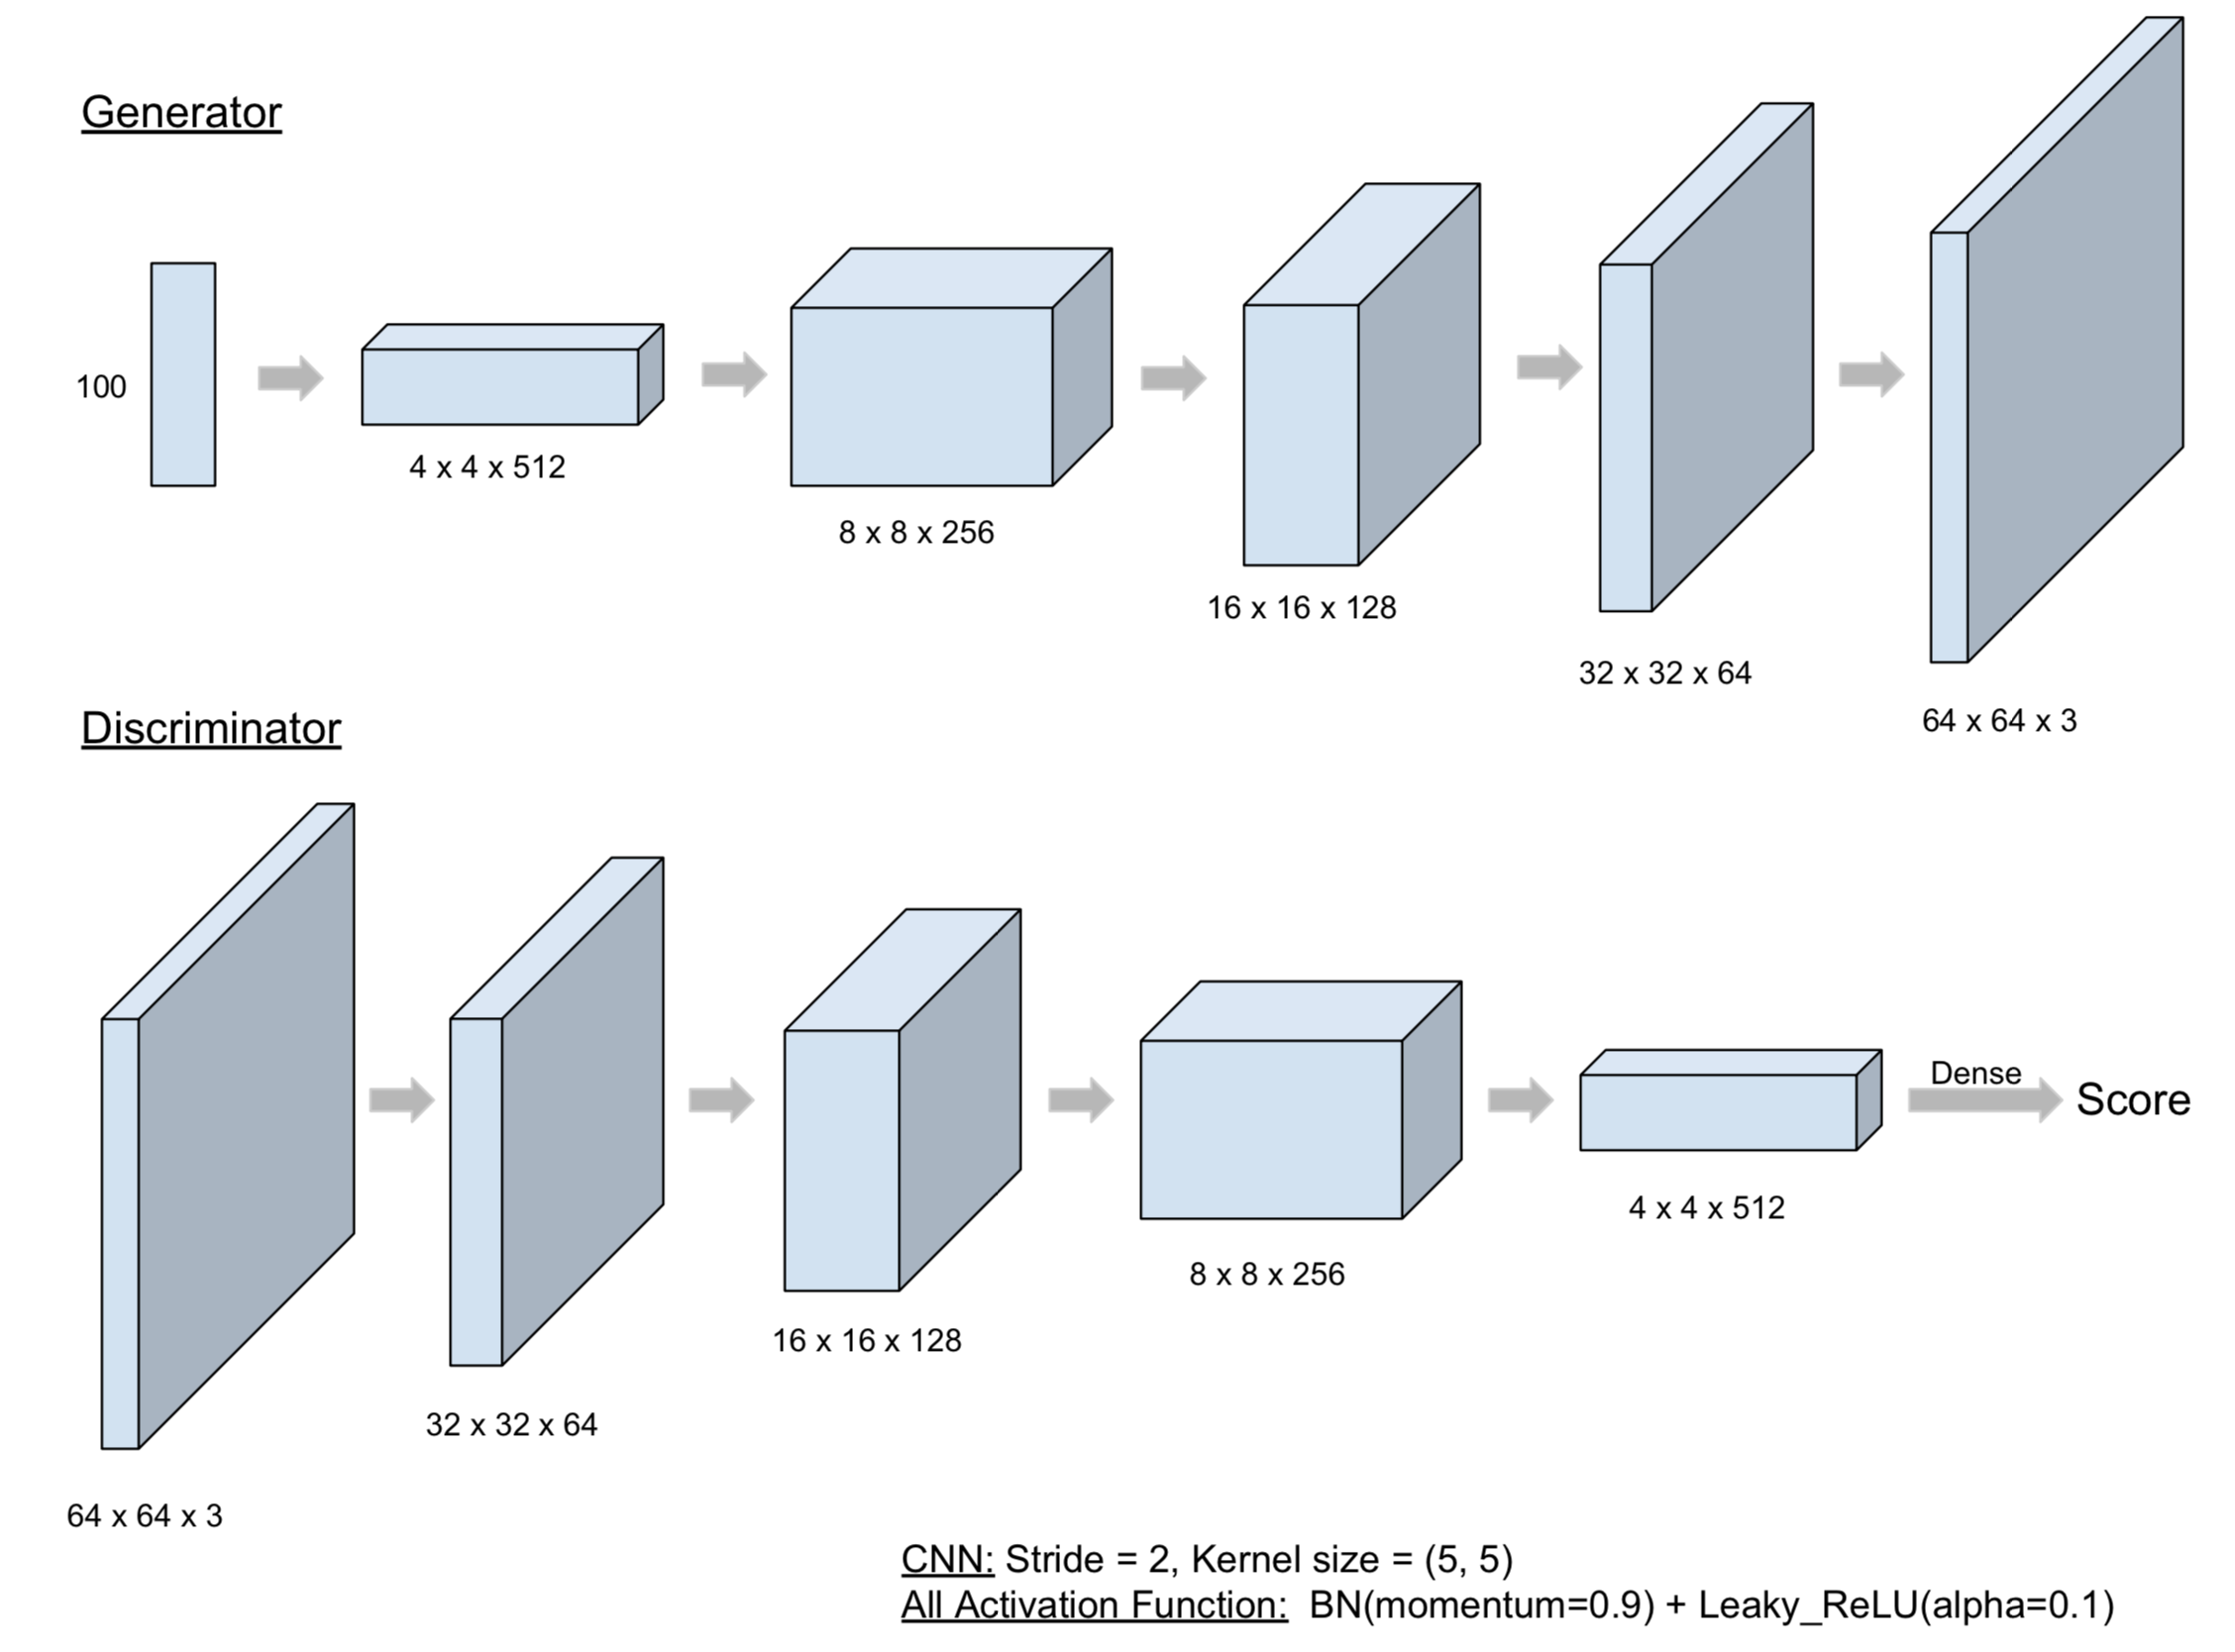 Generator
100
4 x 4 x 512
8 x 8 x 256
16 x 16 x 128
32 x 32 x 64
64 x 64 x 3
Discriminator
64 x 64 x 3
32 x 32 x 64
16 x 16 x 128
8 x 8 x 256
4 x 4 x 512
Dense
Score
CNN: Stride = 2, Kernel size = (5, 5)
All Activation Function: BN(momentum=0.9) + Leaky_ReLU(alpha=0.1)